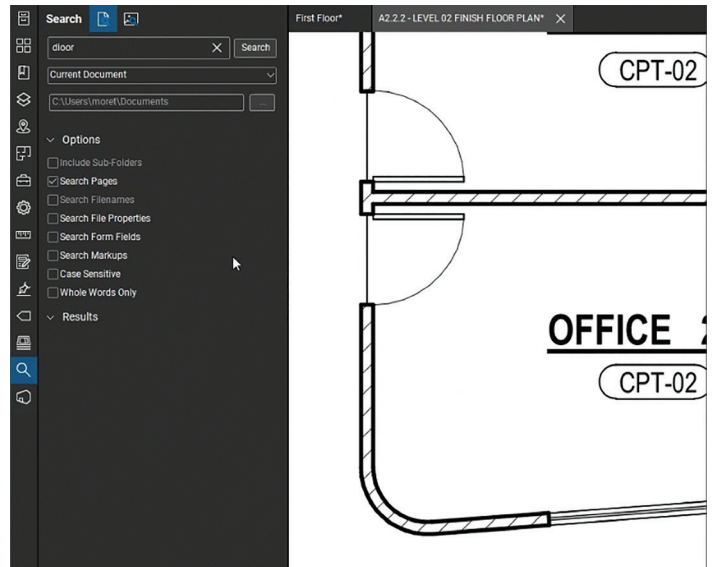 Search
First Floor*
A2.2.2 - LEVEL 02 FINISH FLOOR PLAN*
dioor
Search
Current Document
C:\Users\moret\Documents
...
Options
Include Sub-Folders
Search Pages
Search Filenames
Search File Properties
Search Form Fields
Search Markups
Case Sensitive
Whole Words Only
Results
CPT-02
OFFICE
CPT-02